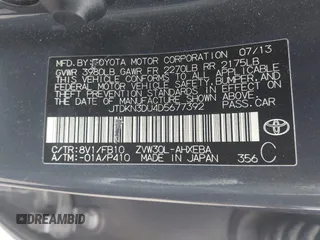 MFD. BY: TOYOTA MOTOR CORPORATION 07/13
GVWR 3980LB GAWR FR 2270LB RR 2175LB
THIS VEHICLE CONFORMS TO ALL APPLICABLE
FEDERAL MOTOR VEHICLE SAFETY, BUMPER, AND
THEFT PREVENTION STANDARDS IN EFFECT ON
THE DATE OF MANUFACTURE SHOWN ABOVE.
JTDKN3DU4D5677392
PASS. CAR
C/TR: 8V1/FB10 ZVW30L-AHXEBA
A/TM: -01A/P410 MADE IN JAPAN 356 C
TOYOTA
DREAMBID